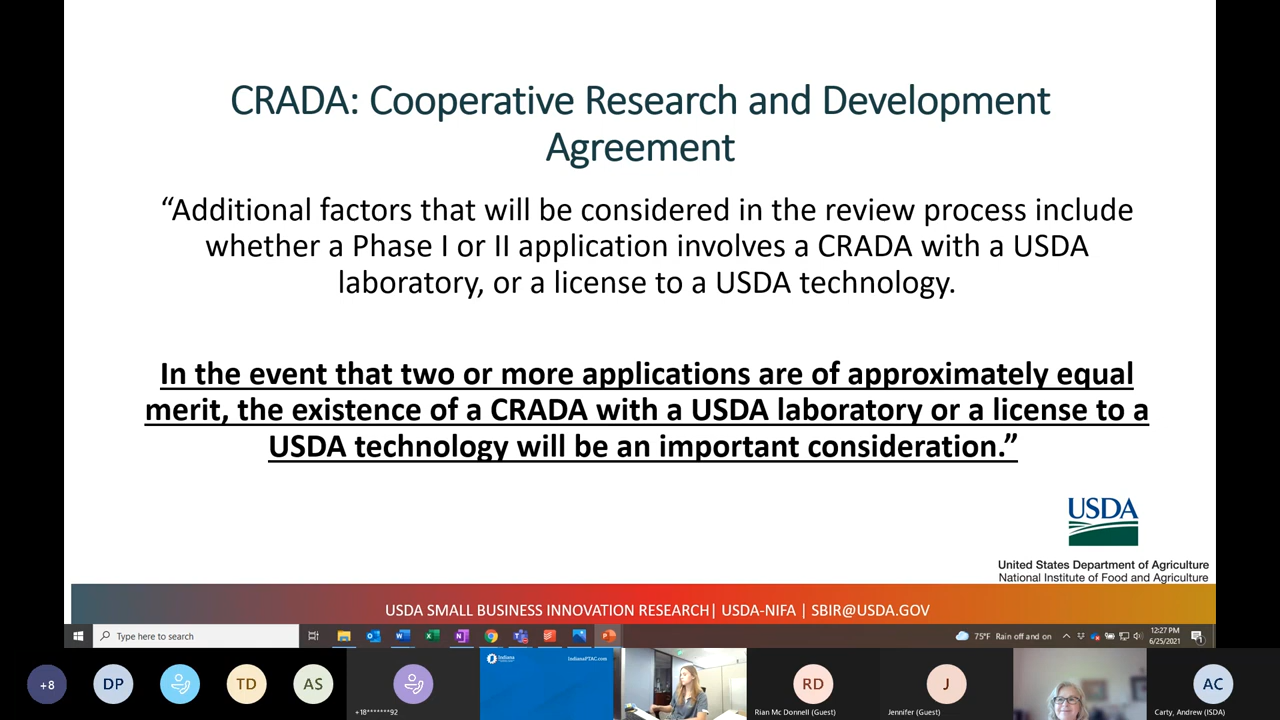 CRADA: Cooperative Research and Development
Agreement
“Additional factors that will be considered in the review process include
whether a Phase I or II application involves a CRADA with a USDA
laboratory, or a license to a USDA technology.
In the event that two or more applications are of approximately equal
merit, the existence of a CRADA with a USDA laboratory or a license to a
USDA technology will be an important consideration.”
USDA
United States Department of Agriculture
National Institute of Food and Agriculture
USDA SMALL BUSINESS INNOVATION RESEARCH| USDA-NIFA | SBIR@USDA.GOV
Type here to search
75°F Rain off and on
12:27 PM
6/25/2021
+8
DP
TD
AS
+18*******92
Indiana
IndianaPTAC.com
RD
Rian Mc Donnell (Guest)
J
Jennifer (Guest)
AC
Carty, Andrew (ISDA)